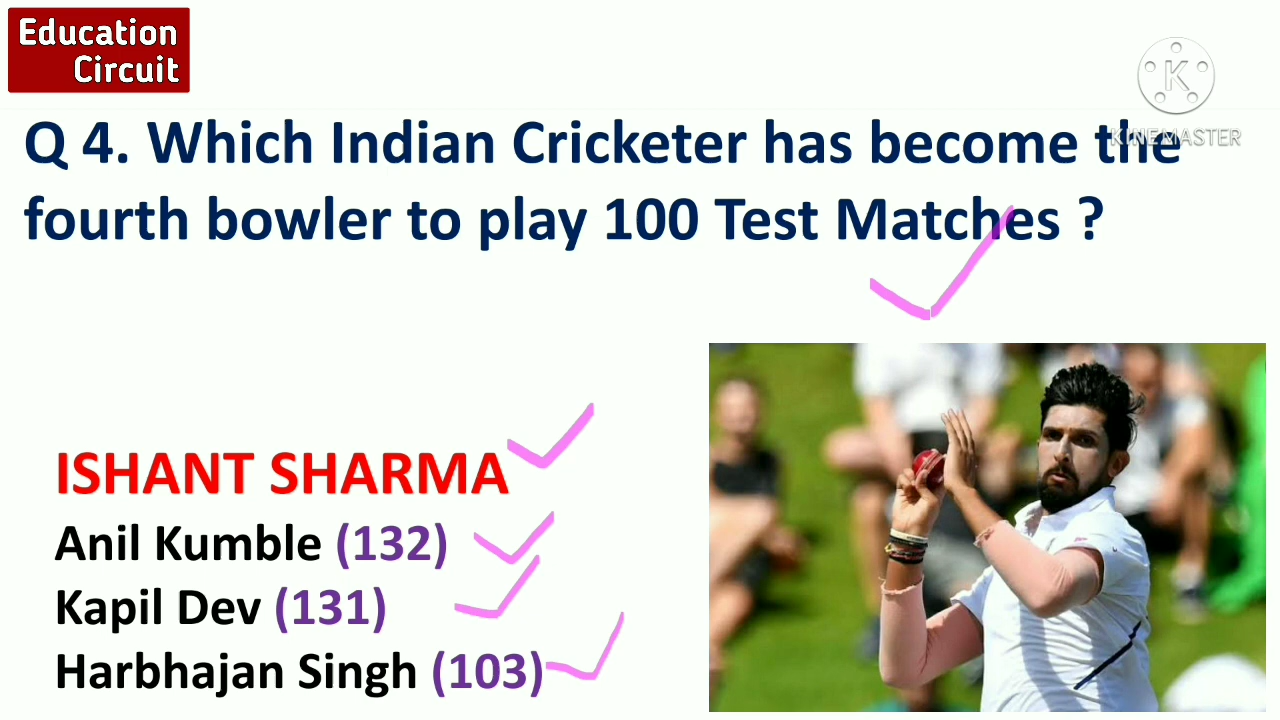 Education
Circuit
KINEMASTER
Q 4. Which Indian Cricketer has become the
fourth bowler to play 100 Test Matches ?
ISHANT SHARMA
Anil Kumble (132)
Kapil Dev (131)
Harbhajan Singh (103)